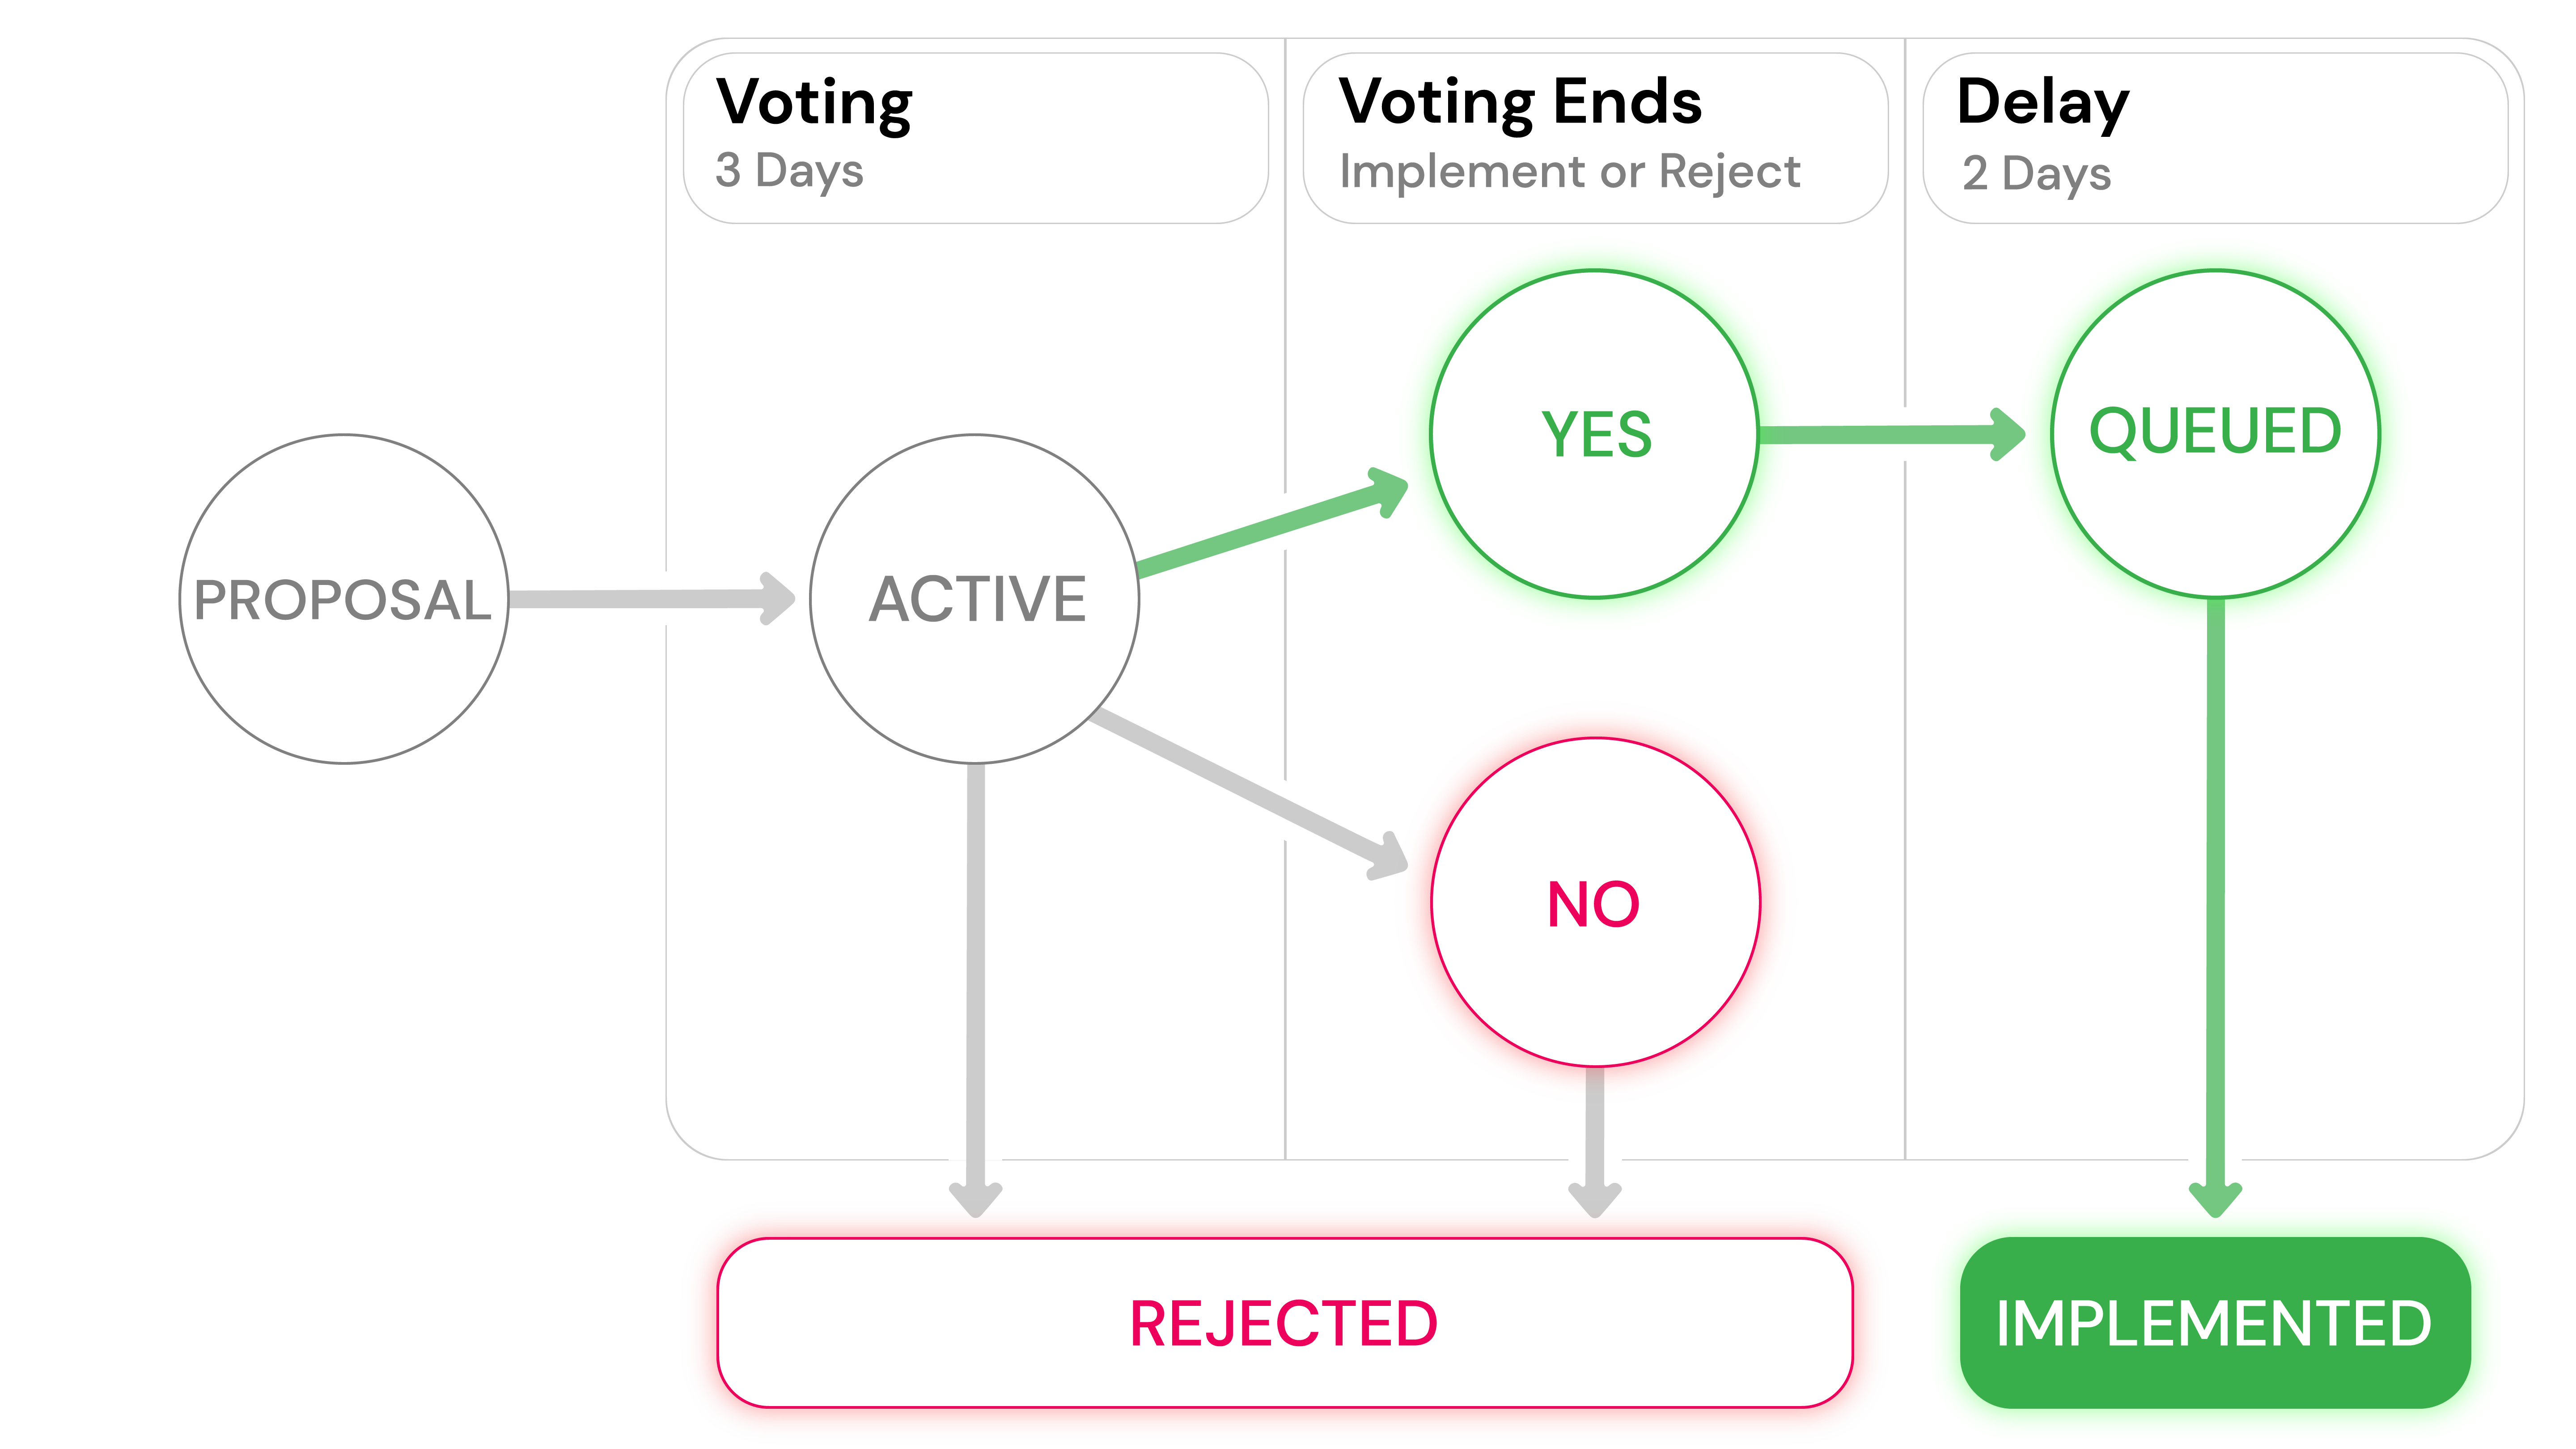 Voting
3 Days
Voting Ends
Implement or Reject
Delay
2 Days
PROPOSAL
ACTIVE
YES
QUEUED
NO
REJECTED
IMPLEMENTED